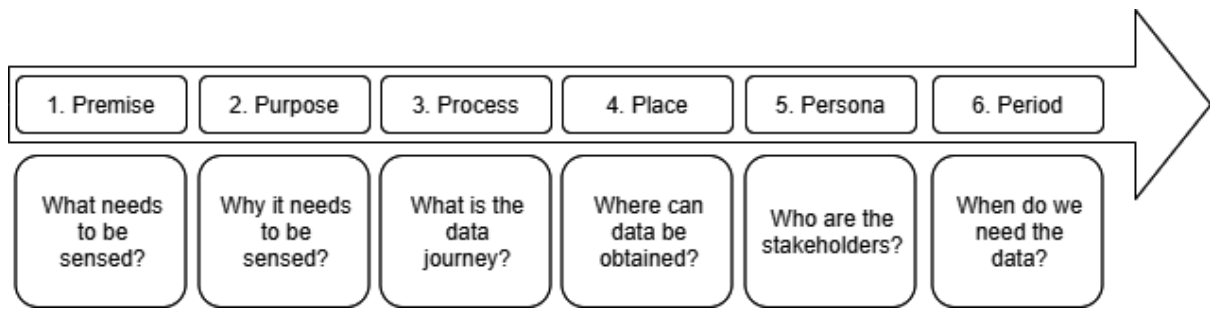 1. Premise
2. Purpose
3. Process
4. Place
5. Persona
6. Period
What needs
to be
sensed?
Why it needs
to be
sensed?
What is the
data
journey?
Where can
data be
obtained?
Who are the
stakeholders?
When do we
need the
data?